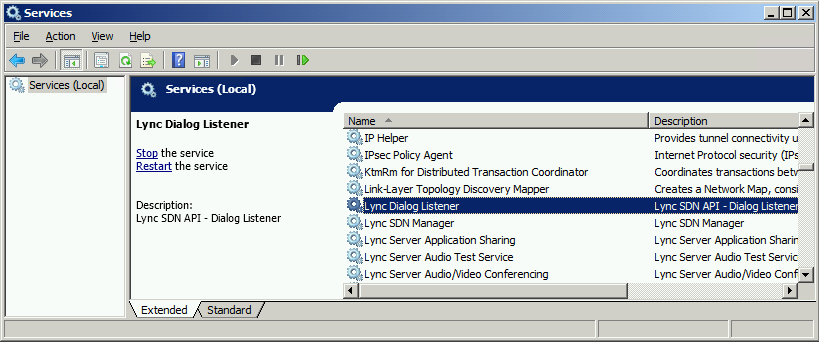 Services
File Action View Help
Services (Local)
Services (Local)
Lync Dialog Listener
Stop the service
Restart the service
Description:
Lync SDN API - Dialog Listener
Name Description
IP Helper Provides tunnel connectivity u
IPsec Policy Agent Internet Protocol security (IPs
KtmRm for Distributed Transaction Coordinator Coordinates transactions betw
Link-Layer Topology Discovery Mapper Creates a Network Map, consi
Lync Dialog Listener Lync SDN API - Dialog Listener
Lync SDN Manager Lync SDN Manager
Lync Server Application Sharing Lync Server Application Sharin
Lync Server Audio Test Service Lync Server Audio Test Service
Lync Server Audio/Video Conferencing Lync Server Audio/Video Conf
Extended Standard